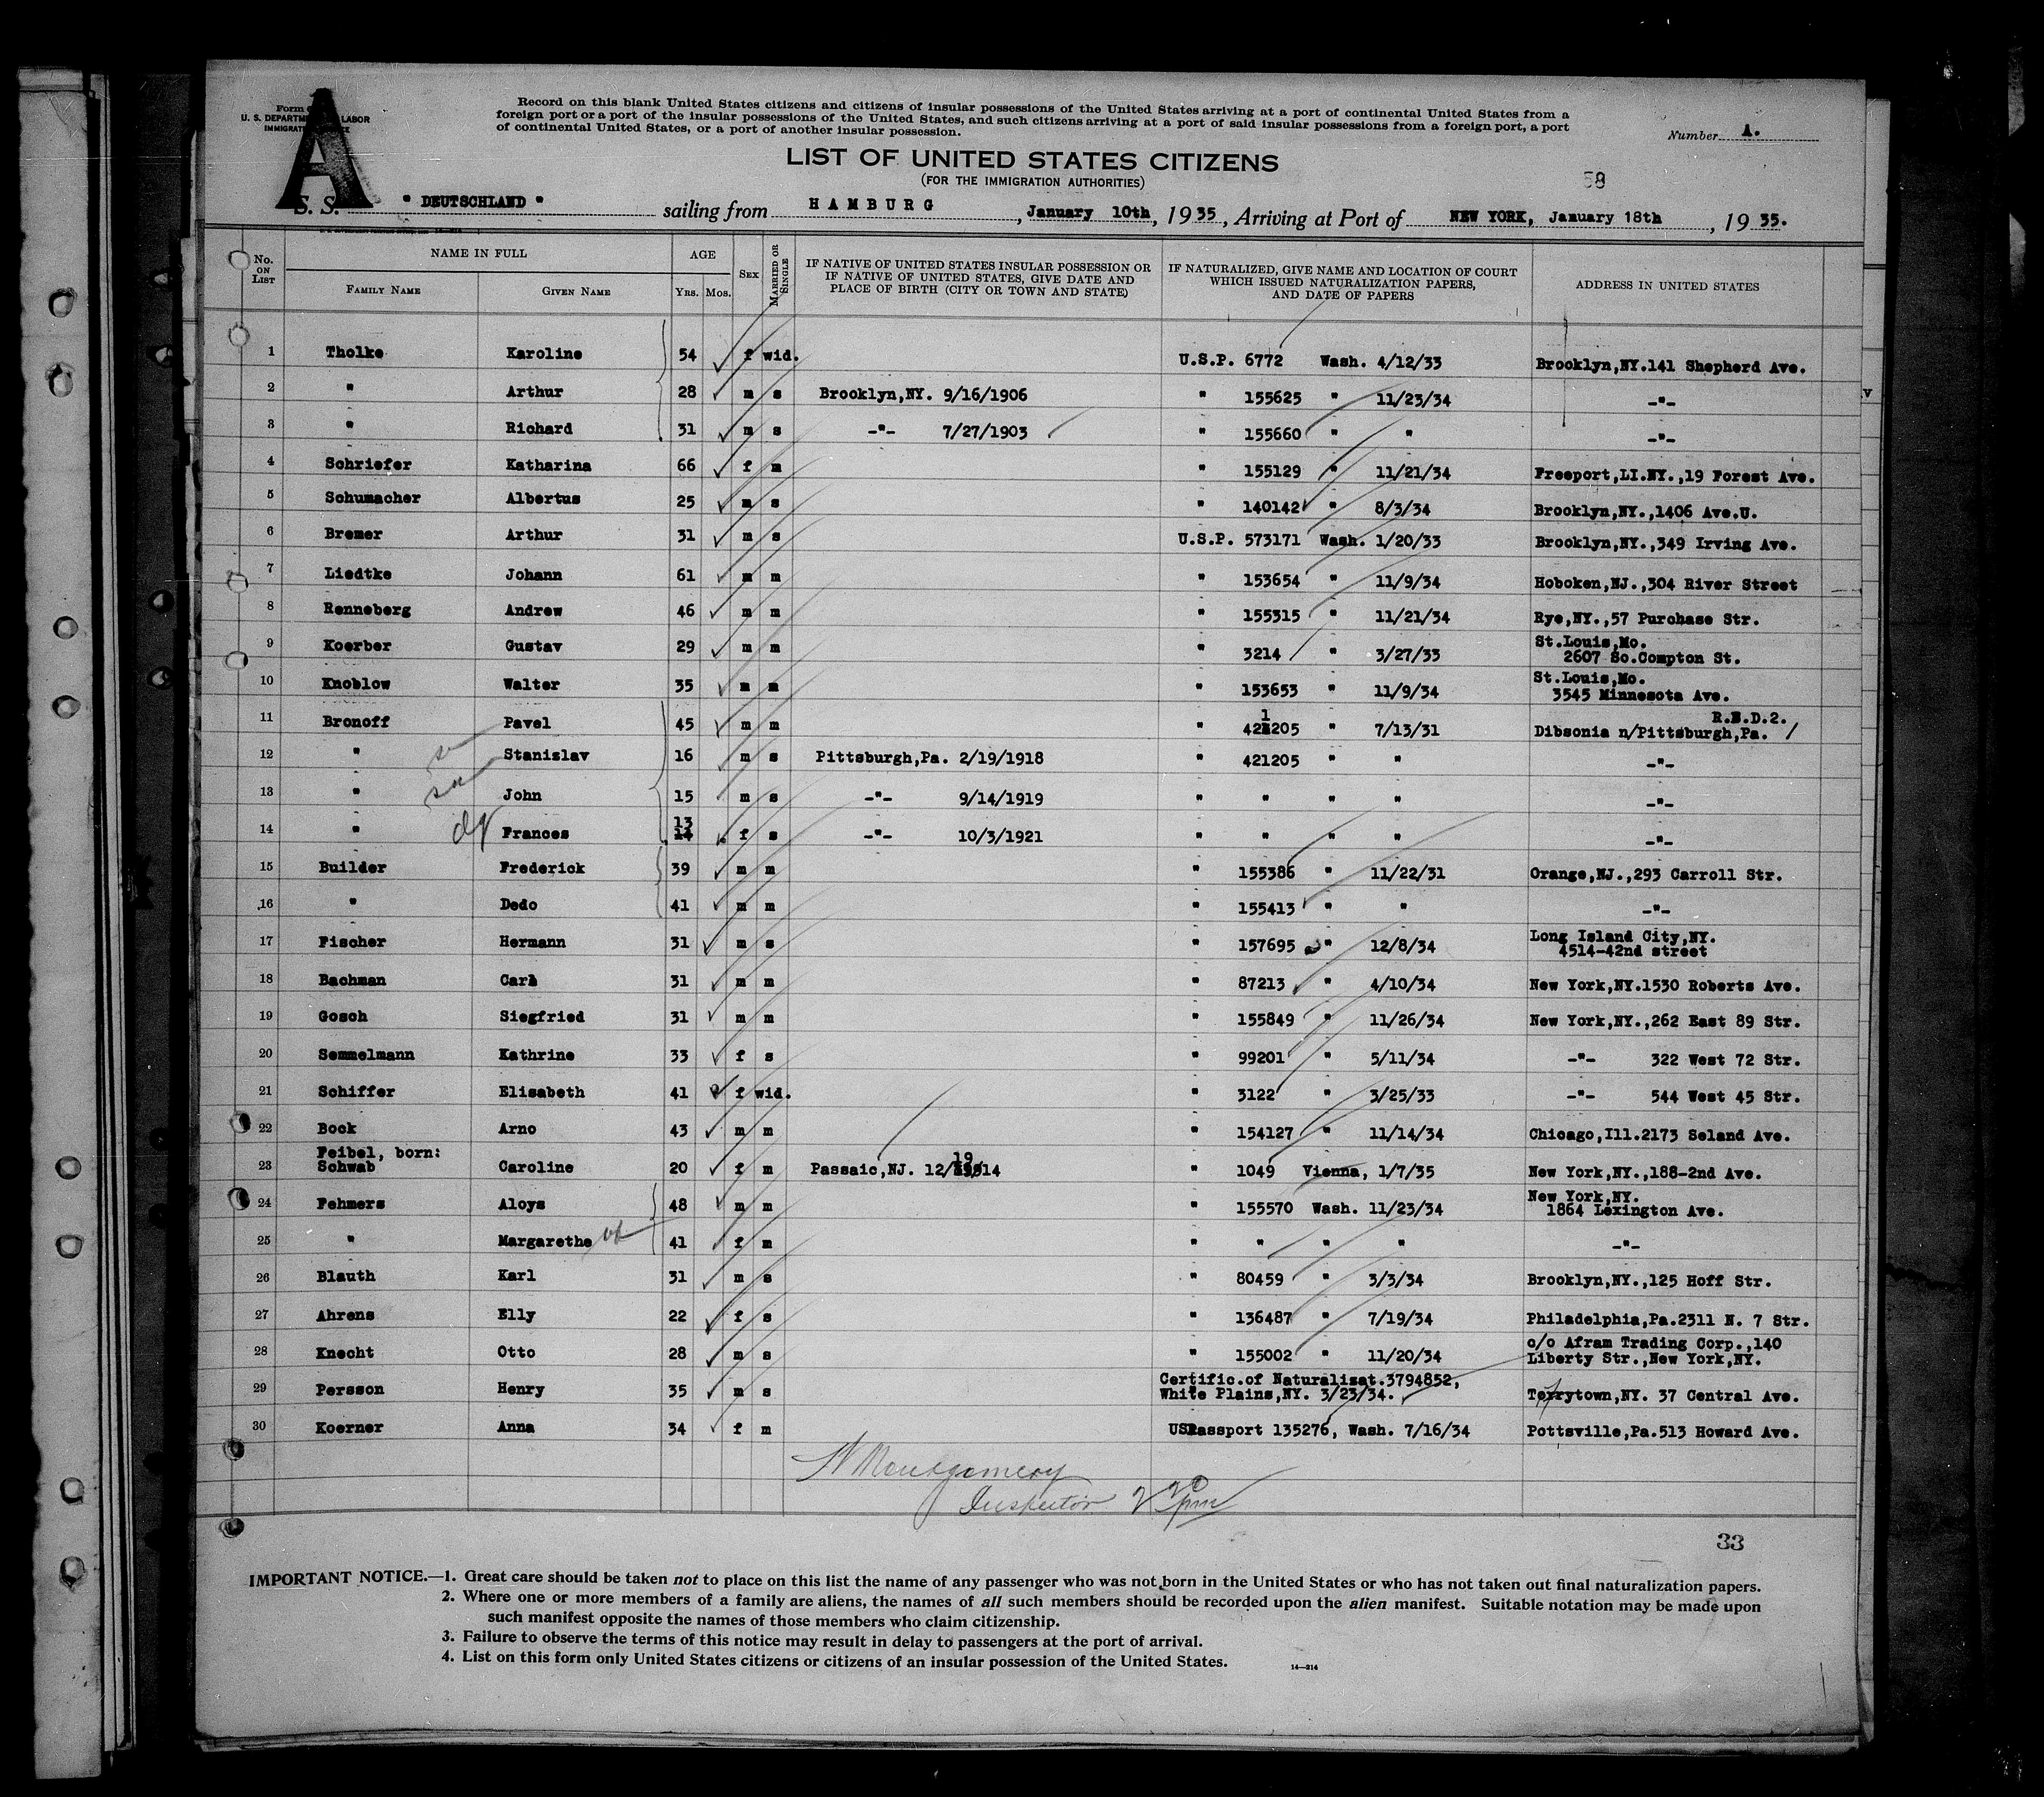 Form
U. S. DEPARTMENT LABOR
IMMIGRATION SERVICE
A
Record on this blank United States citizens and citizens of insular possessions of the United States arriving at a port of continental United States from a
foreign port or a port of the insular possessions of the United States, and such citizens arriving at a port of said insular possessions from a foreign port, a port
of continental United States, or a port of another insular possession.
Number 1.
LIST OF UNITED STATES CITIZENS
(FOR THE IMMIGRATION AUTHORITIES)
58
S. S. " DEUTSCHLAND " sailing from HAMBURG, January 10th, 1935, Arriving at Port of NEW YORK, January 18th, 1935.
No. ON LIST NAME IN FULL AGE SEX MARRIED OR SINGLE IF NATIVE OF UNITED STATES INSULAR POSSESSION OR IF NATIVE OF UNITED STATES, GIVE DATE AND PLACE OF BIRTH (CITY OR TOWN AND STATE) IF NATURALIZED, GIVE NAME AND LOCATION OF COURT WHICH ISSUED NATURALIZATION PAPERS, AND DATE OF PAPERS ADDRESS IN UNITED STATES
FAMILY NAME GIVEN NAME YRS. MOS.
1 Tholke Karoline 54 f wid. U.S.P. 6772 Wash. 4/12/33 Brooklyn,NY.141 Shepherd Ave.
2 " Arthur 28 m s Brooklyn,NY. 9/16/1906 " 155625 " 11/23/34 -"-
3 " Richard 31 m s -"- 7/27/1903 " 155660 " " -"-
4 Schriefer Katharina 66 f m " 155129 " 11/21/34 Freeport,LI.NY.,19 Forest Ave.
5 Schumacher Albertus 25 m s " 140142 " 8/3/34 Brooklyn,NY.,1406 Ave.U.
6 Bremer Arthur 31 m s U.S.P. 573171 Wash. 1/20/33 Brooklyn,NY.,349 Irving Ave.
7 Liedtke Johann 61 m m " 153654 " 11/9/34 Hoboken,NJ.,304 River Street
8 Renneberg Andrew 46 m m " 155315 " 11/21/34 Rye,NY.,57 Purchase Str.
9 Koerber Gustav 29 m m " 3214 " 3/27/33 St.Louis,Mo.
2607 So.Compton St.
10 Knoblow Walter 35 m m " 153653 " 11/9/34 St.Louis,Mo.
3545 Minnesota Ave.
11 Bronoff Pavel 45 m m " 421205 " 7/13/31 R.F.D.2.
Dibsonia n/Pittsburgh,Pa. /
12 " Stanislav 16 m s Pittsburgh,Pa. 2/19/1918 " 421205 " " -"-
13 " son John 15 m s -"- 9/14/1919 " " " " -"-
14 " Frances 13 14 f s -"- 10/3/1921 " " " " -"-
15 Builder Frederick 39 m m " 155386 " 11/22/31 Orange,NJ.,293 Carroll Str.
16 " Dedo 41 m m " 155413 " " -"-
17 Fischer Hermann 31 m s " 157695 " 12/8/34 Long Island City,NY.
4514-42nd street
18 Bachman Carl 31 m m " 87213 " 4/10/34 New York,NY.1530 Roberts Ave.
19 Gosch Siegfried 31 m m " 155849 " 11/26/34 New York,NY.,262 East 89 Str.
20 Semmelmann Kathrine 33 f s " 99201 " 5/11/34 -"- 322 West 72 Str.
21 Schiffer Elisabeth 41 f wid. " 3122 " 3/25/33 -"- 544 West 45 Str.
22 Bock Arno 43 m m " 154127 " 11/14/34 Chicago,Ill.2173 Seland Ave.
23 Feibel, born:
Schwab Caroline 20 f m Passaic,NJ. 12/19/14 " 1049 Vienna, 1/7/35 New York,NY.,188-2nd Ave.
24 Fehmers Aloys 48 m m " 155570 Wash. 11/23/34 New York,NY.
1864 Lexington Ave.
25 " Margarethe wf 41 f m " " " " -"-
26 Blauth Karl 31 m s " 80459 " 3/3/34 Brooklyn,NY.,125 Hoff Str.
27 Ahrens Elly 22 f s " 136487 " 7/19/34 Philadelphia,Pa.2311 N. 7 Str.
28 Knecht Otto 28 m s " 155002 " 11/20/34 c/o Afram Trading Corp.,140
Liberty Str.,New York,NY.
29 Persson Henry 35 m s Certific.of Naturalisat.3794852,
White Plains,NY. 3/23/34. Terrytown,NY. 37 Central Ave.
30 Koerner Anna 34 f m USPassport 135276, Wash. 7/16/34 Pottsville,Pa.513 Howard Ave.
Montgomery
Inspector 2 20 pm
33
IMPORTANT NOTICE.—1. Great care should be taken not to place on this list the name of any passenger who was not born in the United States or who has not taken out final naturalization papers.
2. Where one or more members of a family are aliens, the names of all such members should be recorded upon the alien manifest. Suitable notation may be made upon
such manifest opposite the names of those members who claim citizenship.
3. Failure to observe the terms of this notice may result in delay to passengers at the port of arrival.
4. List on this form only United States citizens or citizens of an insular possession of the United States.
14—214